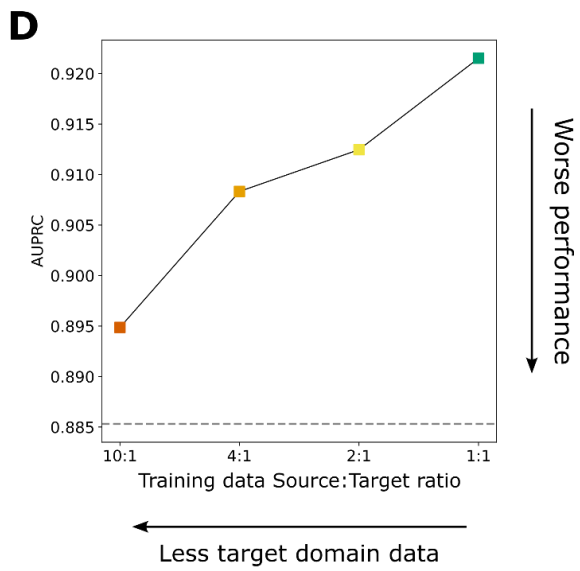 D
0.920
0.915
0.910
0.905
0.900
0.895
0.890
0.885
AUPRC
10:1
4:1
2:1
1:1
Training data Source:Target ratio
Less target domain data
Worse performance